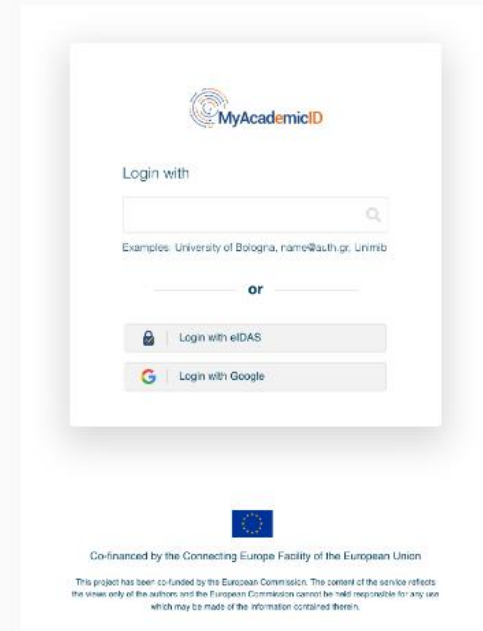 MyAcademicID
Login with
Examples: University of Bologna, name@auth.gr, Unimib
or
Login with eIDAS
Login with Google
Co-financed by the Connecting Europe Facility of the European Union
This project has been co-funded by the European Commission. The content of the service reflects
the views only of the authors and the European Commission cannot be held responsible for any use
which may be made of the information contained therein.